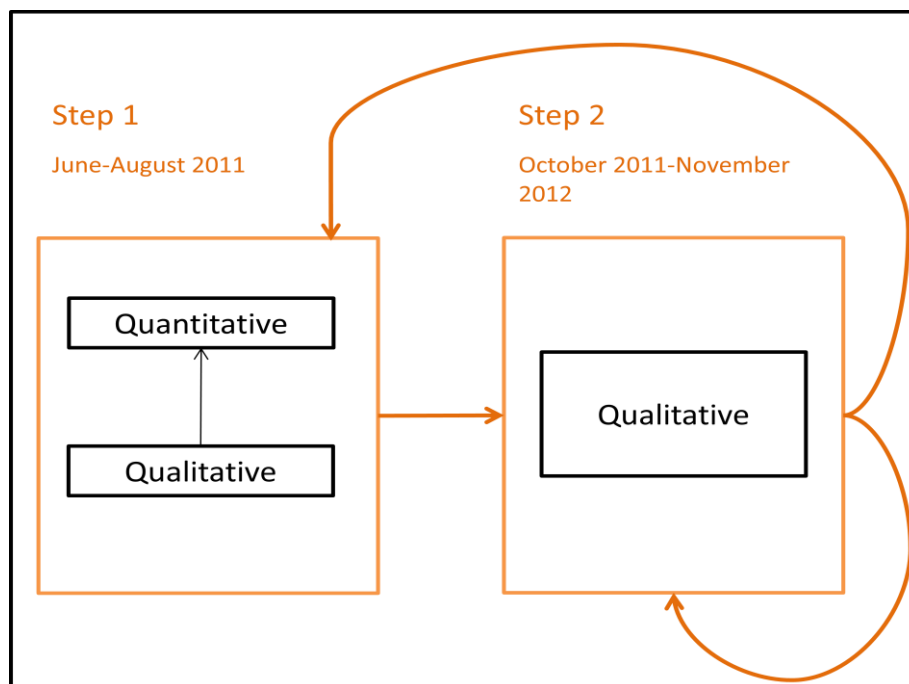 Step 1
June-August 2011
Quantitative
Qualitative
Step 2
October 2011-November
2012
Qualitative